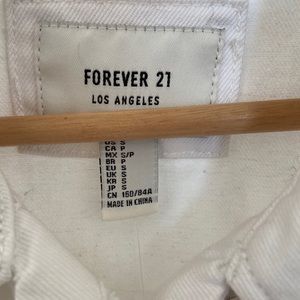 FOREVER 21
LOS ANGELES
US S
CA P
MX S/P
BR P
EU S
UK S
KR S
JP S
CN 160/84A
MADE IN CHINA